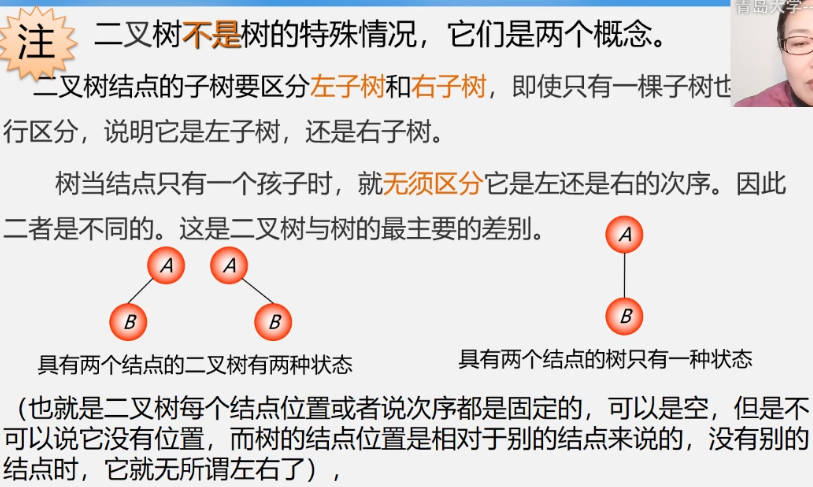 青岛大学
注
二叉树不是树的特殊情况，它们是两个概念。
二叉树结点的子树要区分左子树和右子树，即使只有一棵子树也
行区分，说明它是左子树，还是右子树。
树当结点只有一个孩子时，就无须区分它是左还是右的次序。因此
二者是不同的。这是二叉树与树的最主要的差别。
A A A
B B B
具有两个结点的二叉树有两种状态
具有两个结点的树只有一种状态
（也就是二叉树每个结点位置或者说次序都是固定的，可以是空，但是不
可以说它没有位置，而树的结点位置是相对于别的结点来说的，没有别的
结点时，它就无所谓左右了），